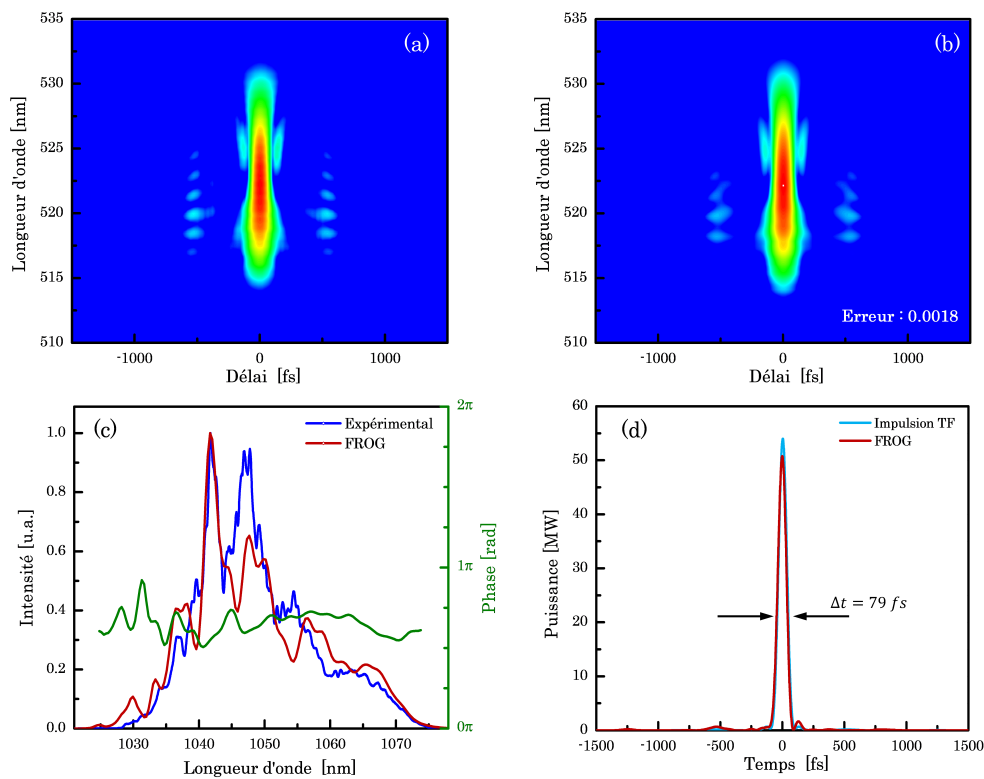 535
530
525
520
515
510
Longueur d'onde [nm]
(a)
-1000
0
1000
Délai [fs]
535
530
525
520
515
510
Longueur d'onde [nm]
(b)
Erreur : 0.0018
-1000
0
1000
Délai [fs]
1.0
0.8
0.6
0.4
0.2
0.0
Intensité [u.a.]
(c)
Expérimental
FROG
2π
1π
0π
Phase [rad]
1030
1040
1050
1060
1070
Longueur d'onde [nm]
60
50
40
30
20
10
0
Puissance [MW]
(d)
Impulsion TF
FROG
Δt = 79 fs
-1500
-1000
-500
0
500
1000
1500
Temps [fs]